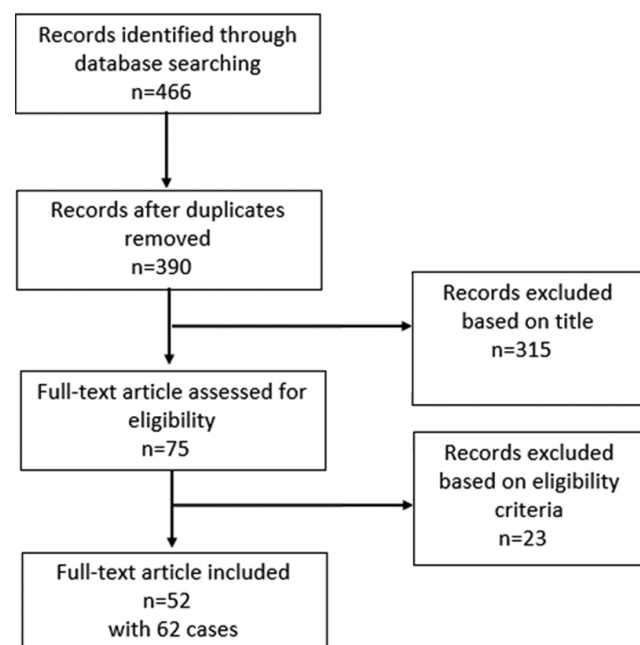 Records identified through
database searching
n=466
Records after duplicates
removed
n=390
Records excluded
based on title
n=315
Full-text article assessed for
eligibility
n=75
Records excluded
based on eligibility
criteria
n=23
Full-text article included
n=52
with 62 cases